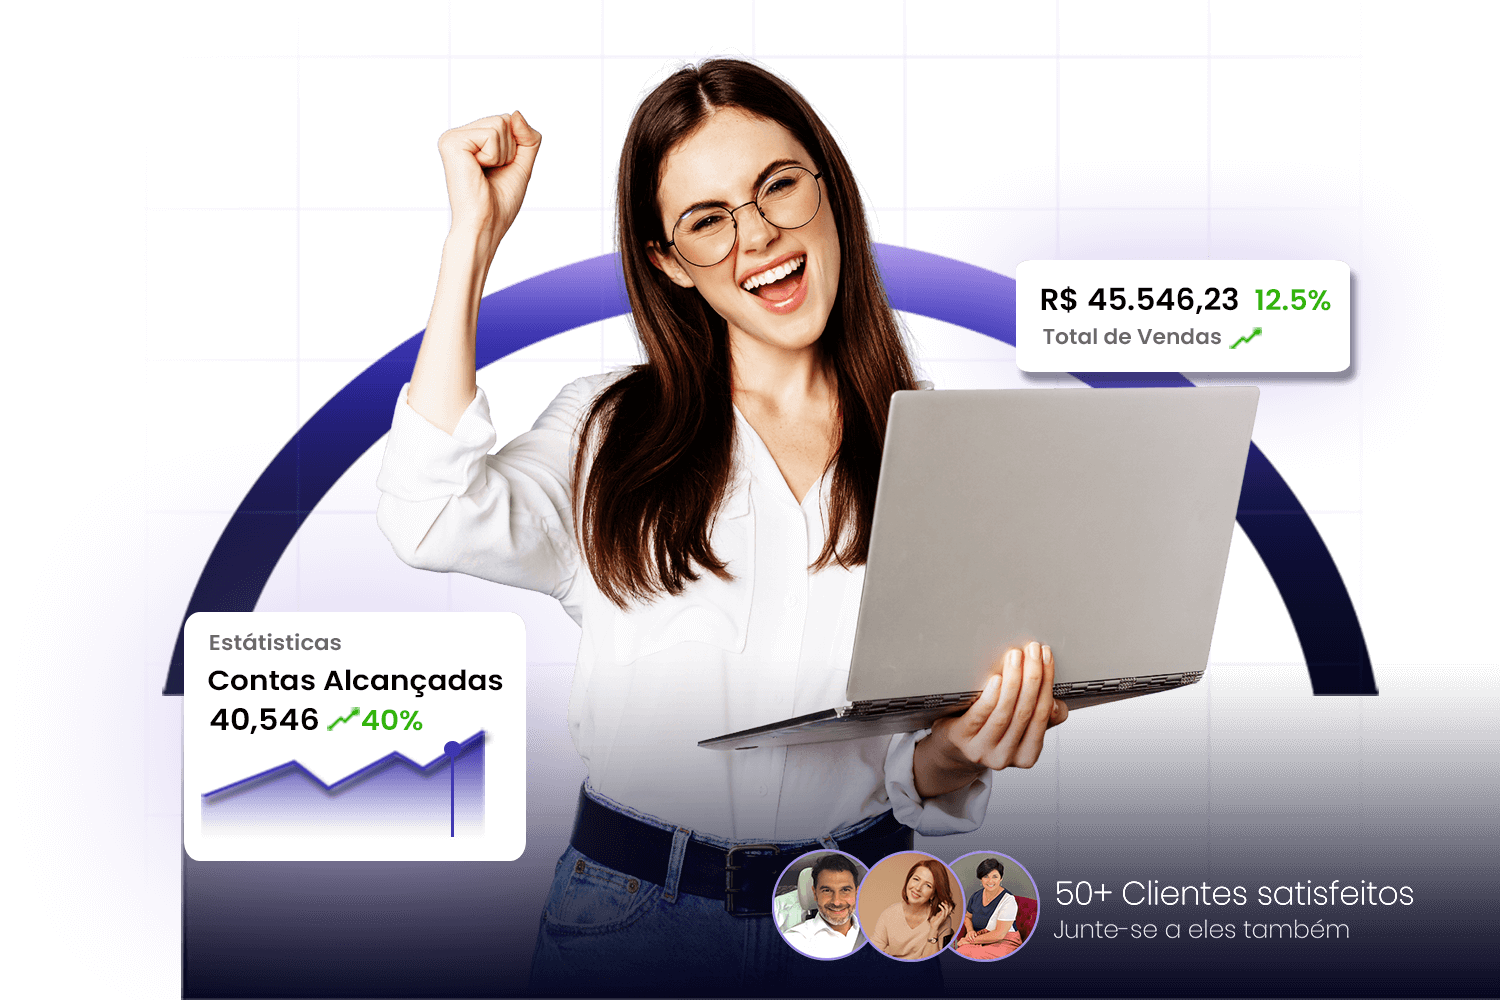 R$ 45.546,23 12.5%
Total de Vendas
Estátisticas
Contas Alcançadas
40,546 40%
50+ Clientes satisfeitos
Junte-se a eles também